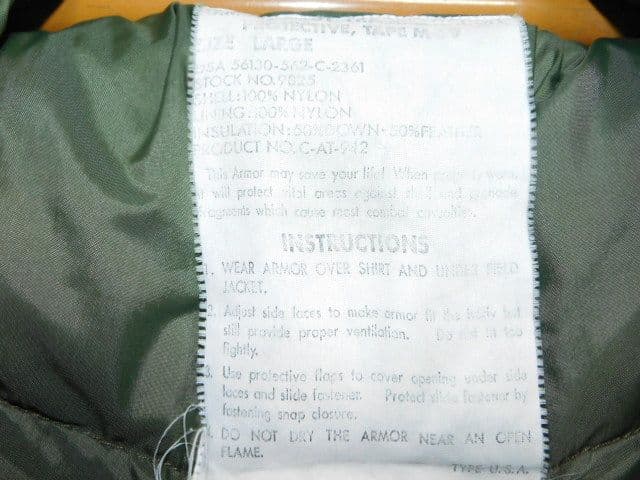 PROTECTIVE, TAPE
SIZE LARGE
DSA 56130-562-C-2361
STOCK NO. 9825
SHELL: 100% NYLON
LINING: 100% NYLON
INSULATION: 50% DOWN - 50% FEATHER
PRODUCT NO. C-AT-942
This Armor may save your life! When properly worn,
it will protect vital areas against shell and grenade
fragments which cause most combat casualties.
INSTRUCTIONS
1. WEAR ARMOR OVER SHIRT AND UNDER FIELD
JACKET.
2. Adjust side laces to make armor fit the body but
still provide proper ventilation. Do not fit too
tightly.
3. Use protective flaps to cover opening under side
laces and slide fastener. Protect slide fastener by
fastening snap closure.
4. DO NOT DRY THE ARMOR NEAR AN OPEN
FLAME.
TYPE U.S.A.